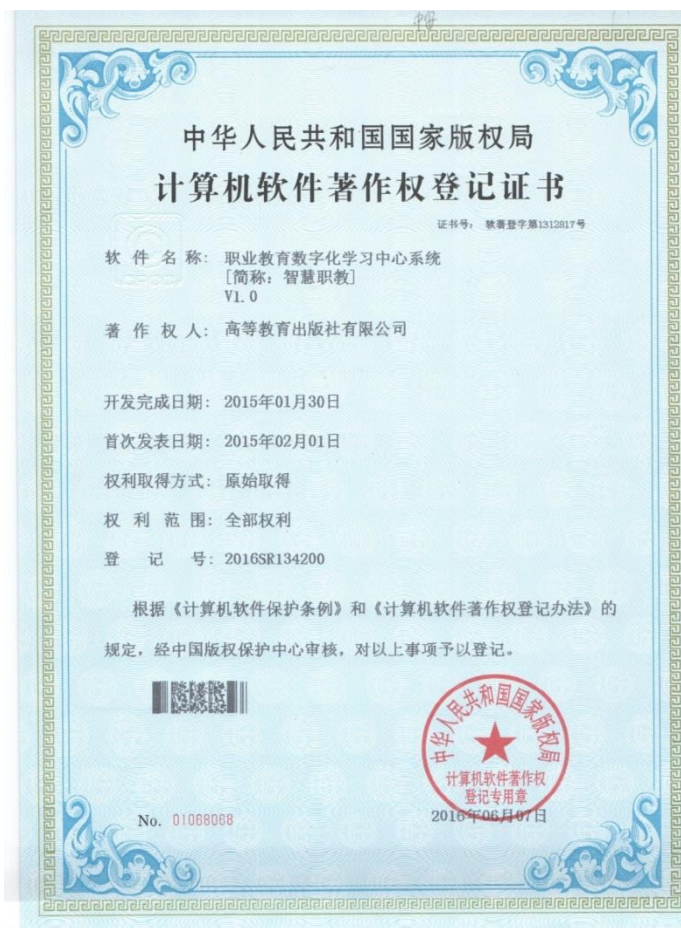 中华人民共和国国家版权局
计算机软件著作权登记证书
证书号： 软著登字第1312817号
软件名称： 职业教育数字化学习中心系统
[简称：智慧职教]
V1.0
著作权人： 高等教育出版社有限公司
开发完成日期： 2015年01月30日
首次发表日期： 2015年02月01日
权利取得方式： 原始取得
权利范围： 全部权利
登记号： 2016SR134200
根据《计算机软件保护条例》和《计算机软件著作权登记办法》的
规定，经中国版权保护中心审核，对以上事项予以登记。
中华人民共和国国家版权局
计算机软件著作权
登记专用章
No. 01068068
2016年06月07日